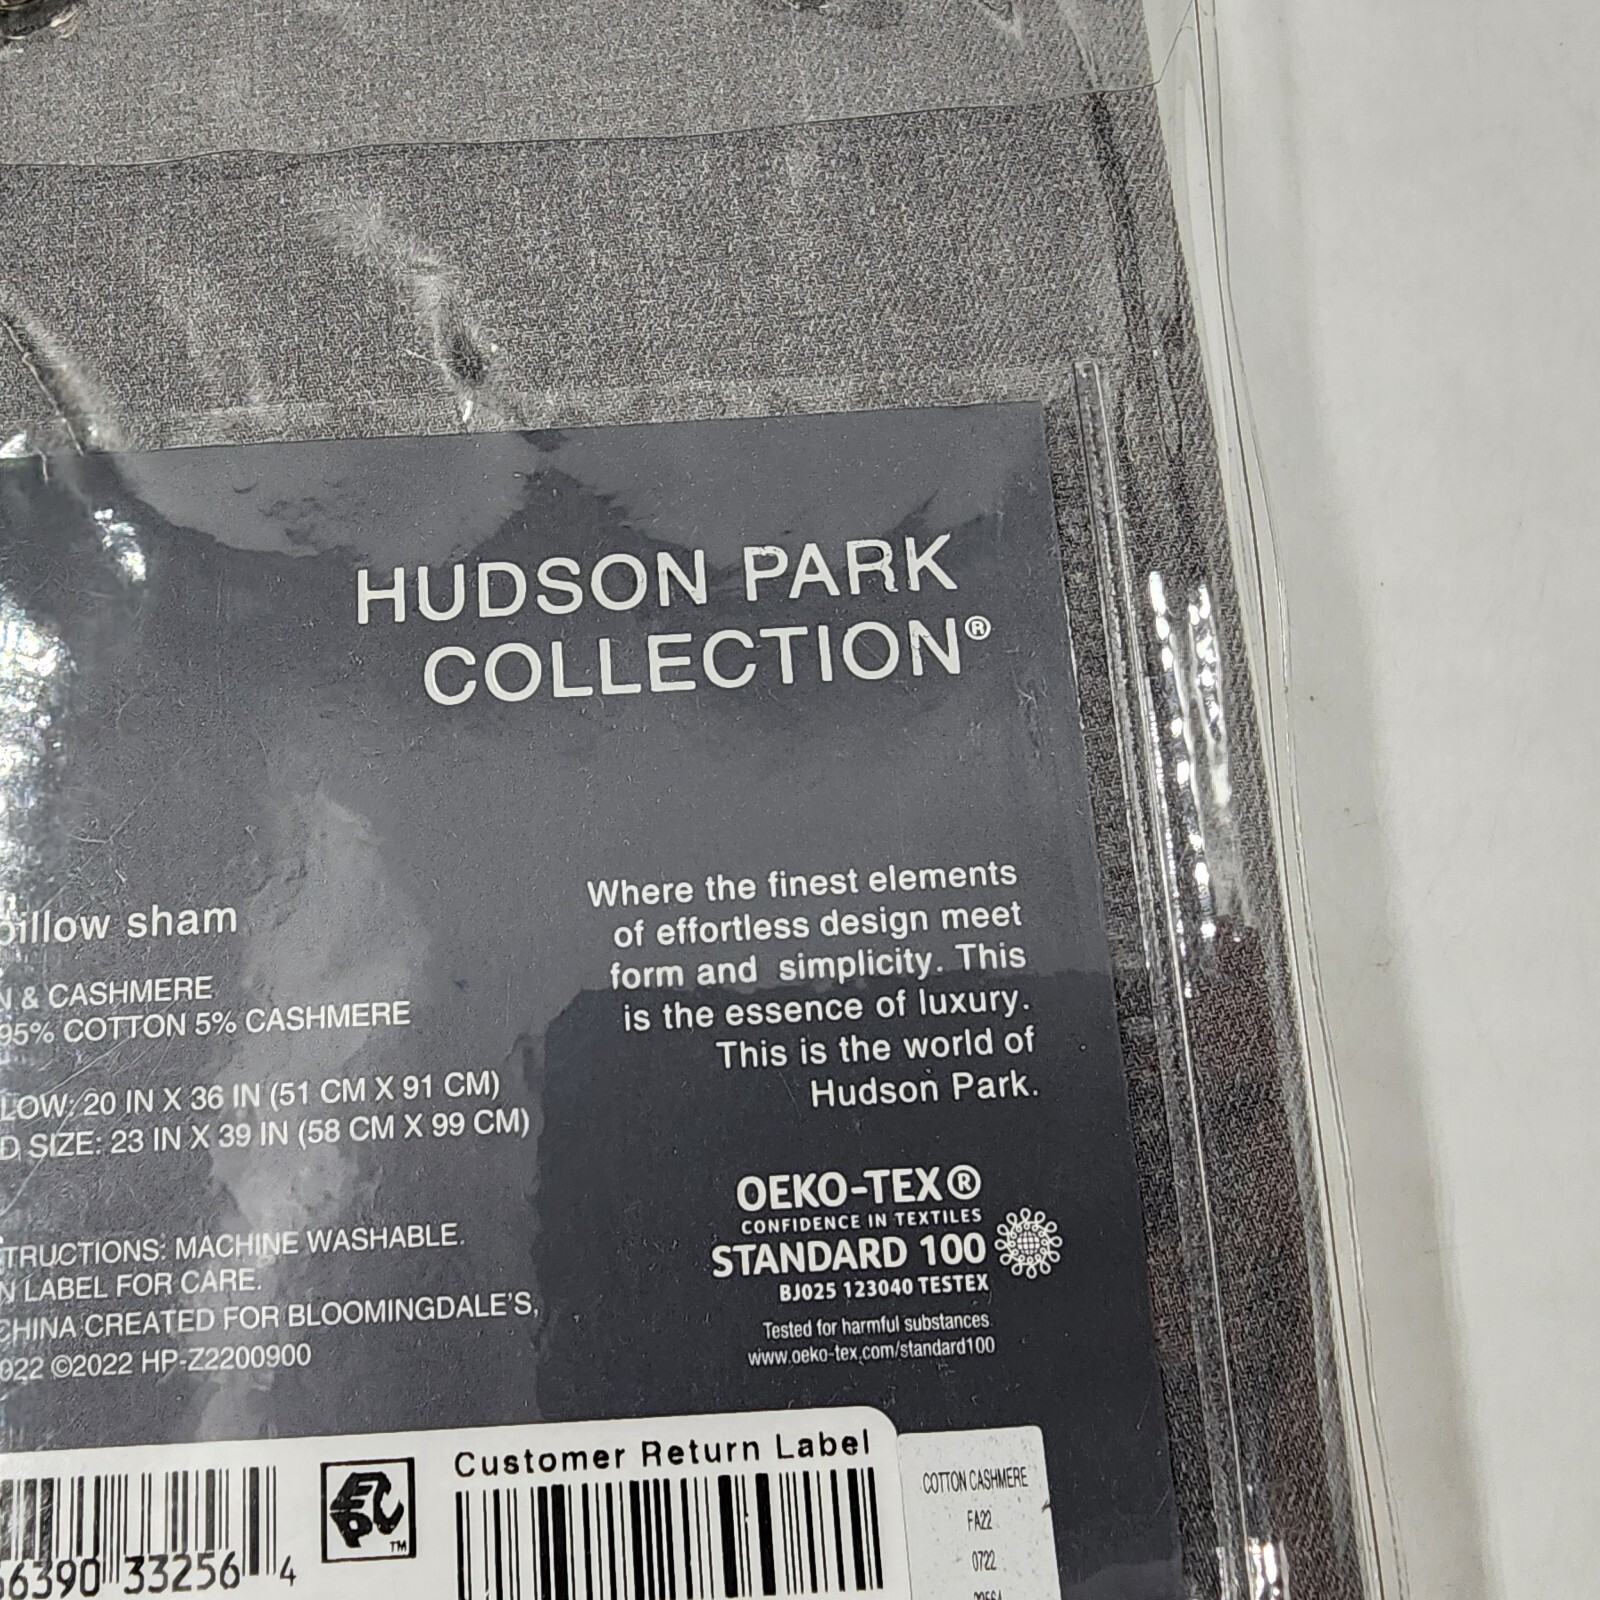 HUDSON PARK
COLLECTION®
pillow sham
& CASHMERE
95% COTTON 5% CASHMERE
20 IN X 36 IN (51 CM X 91 CM)
SIZE: 23 IN X 39 IN (58 CM X 99 CM)
MACHINE WASHABLE.
LABEL FOR CARE.
CHINA CREATED FOR BLOOMINGDALE'S,
©2022 HP-Z2200900
Where the finest elements
of effortless design meet
form and simplicity. This
is the essence of luxury.
This is the world of
Hudson Park.
OEKO-TEX®
CONFIDENCE IN TEXTILES
STANDARD 100
BJ025 123040 TESTEX
Tested for harmful substances
www.oeko-tex.com/standard100
Customer Return Label
COTTON CASHMERE
FA22
0722
6390 33256 4
TM